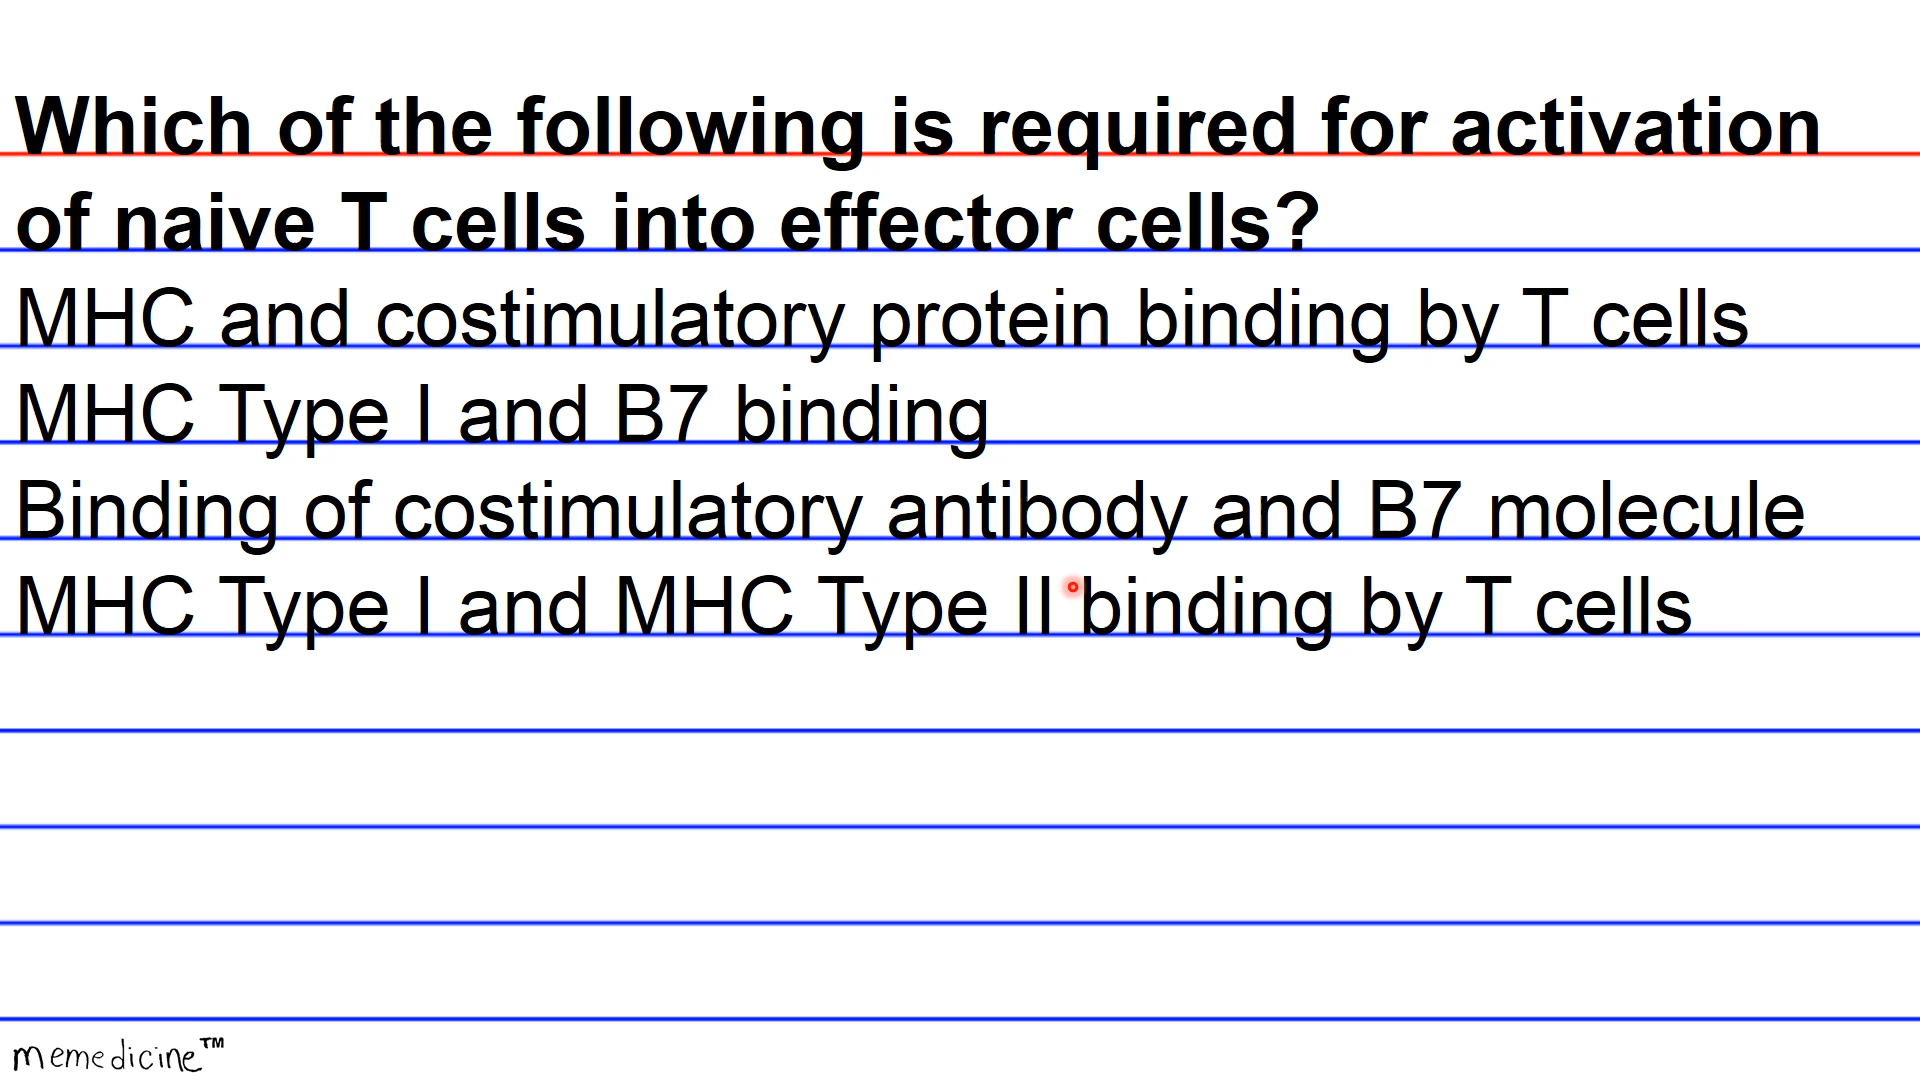 Which of the following is required for activation
of naive T cells into effector cells?
MHC and costimulatory protein binding by T cells
MHC Type I and B7 binding
Binding of costimulatory antibody and B7 molecule
MHC Type I and MHC Type II binding by T cells
memedicine™